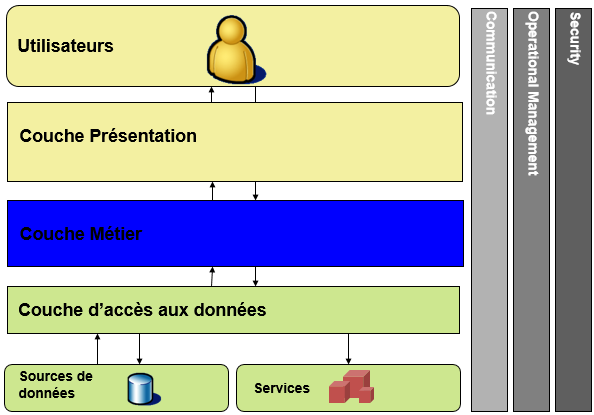 Utilisateurs
Couche Présentation
Couche Métier
Couche d'accès aux données
Sources de
données
Services
Communication
Operational Management
Security